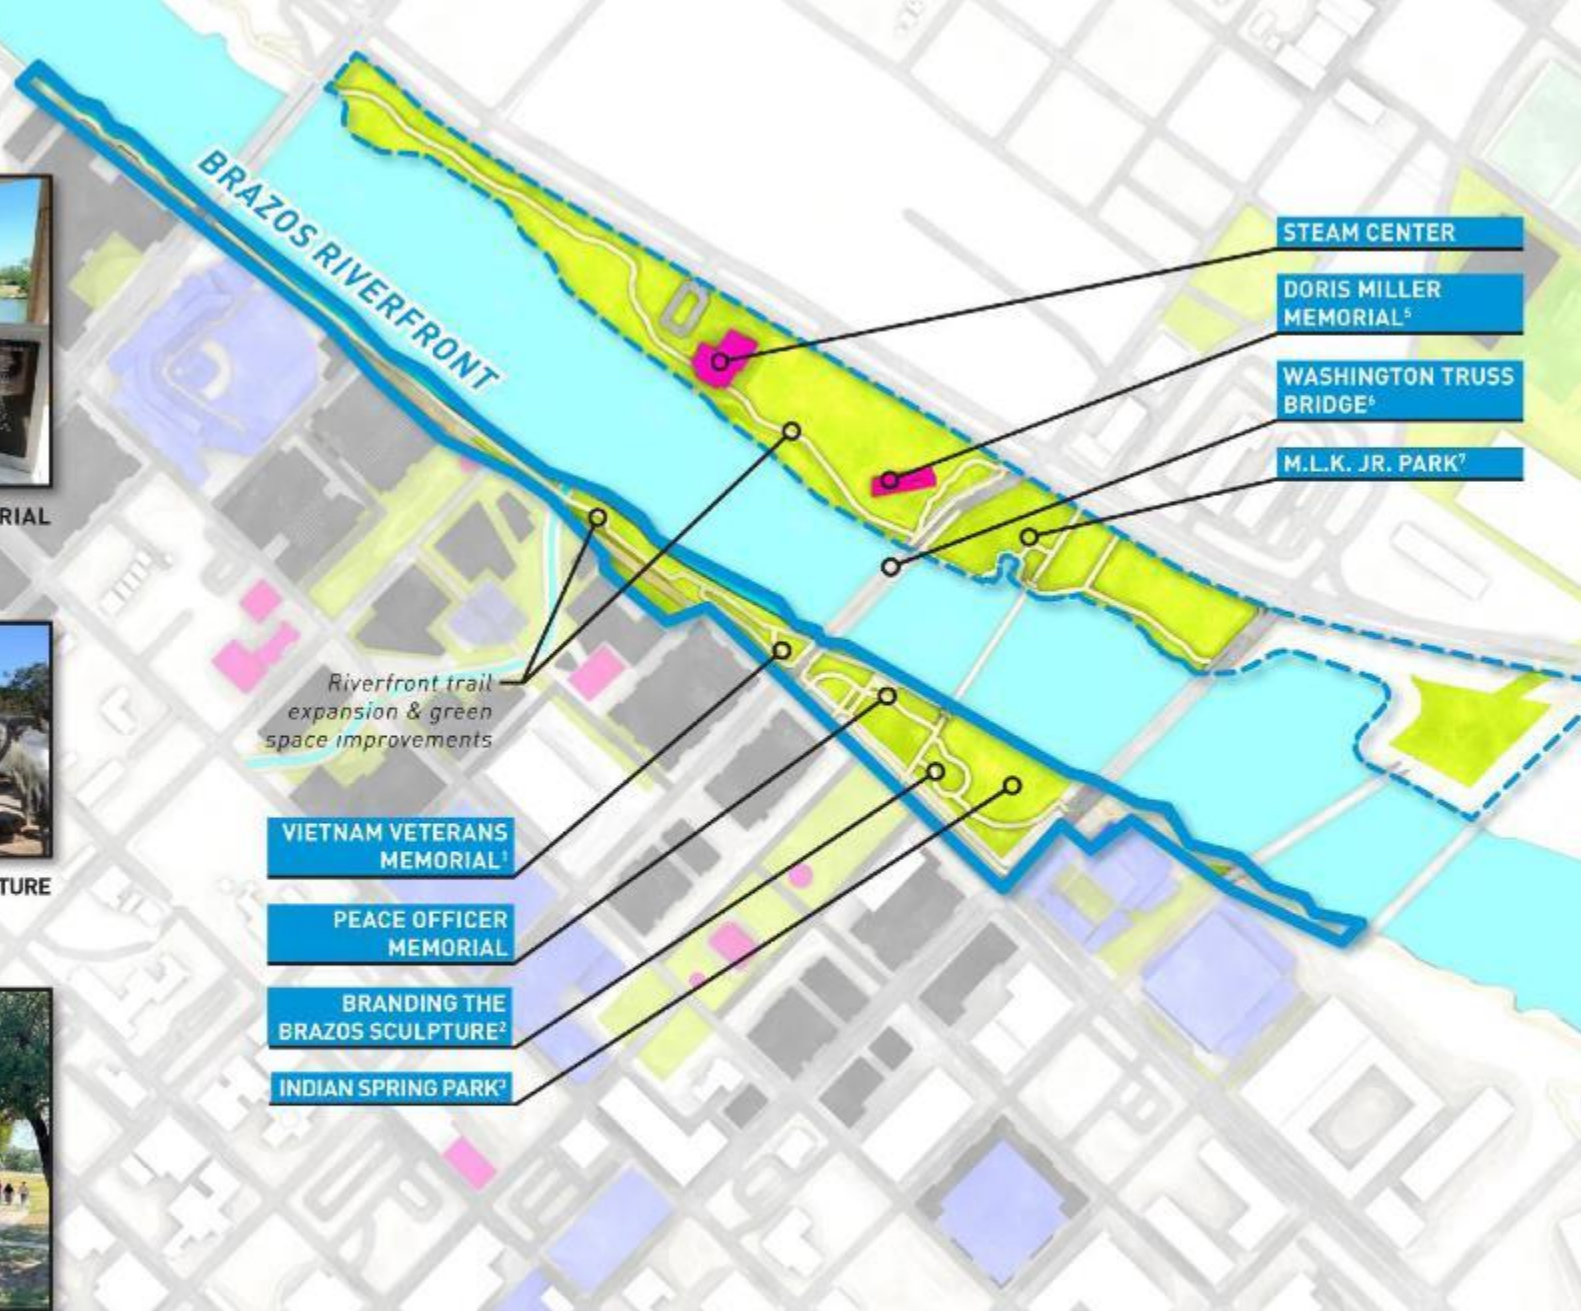 BRAZOS RIVERFRONT
STEAM CENTER
DORIS MILLER
MEMORIAL⁵
WASHINGTON TRUSS
BRIDGE⁶
M.L.K. JR. PARK⁷
RIAL
Riverfront trail
expansion & green
space improvements
VIETNAM VETERANS
MEMORIAL¹
TURE
PEACE OFFICER
MEMORIAL
BRANDING THE
BRAZOS SCULPTURE²
INDIAN SPRING PARK³